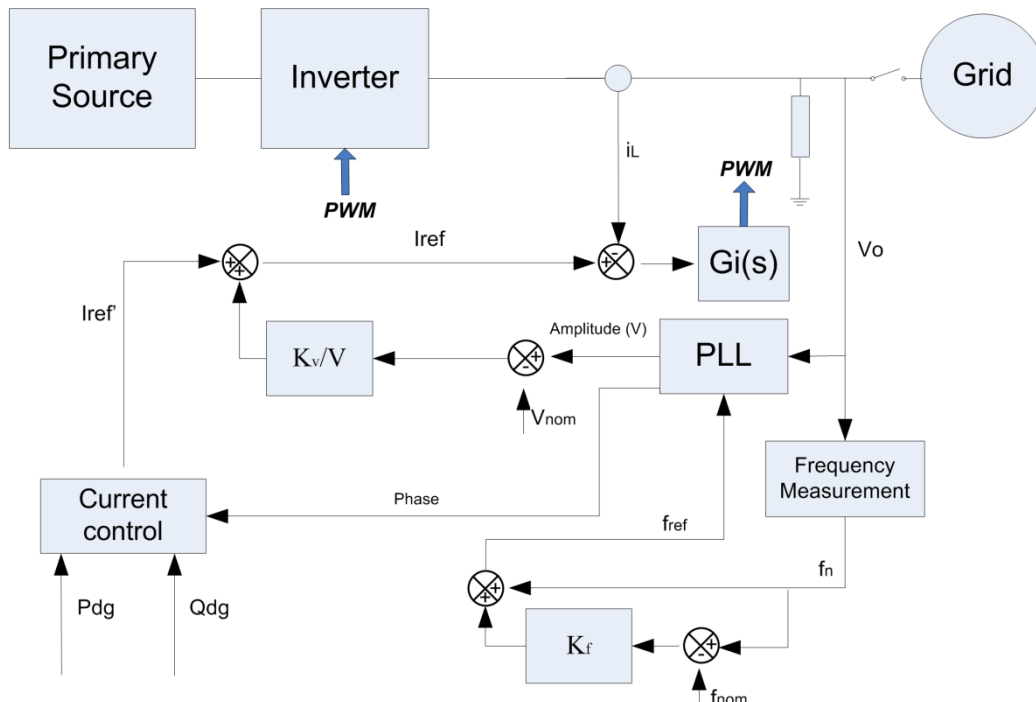 Primary
Source
Inverter
Grid
iL
PWM
PWM
Iref
Gi(s)
Vo
Iref'
+
+
+
-
Amplitude (V)
PLL
Kv/V
+
-
Vnom
Frequency
Measurement
Current
control
Phase
fref
fn
Pdg
Qdg
+
+
Kf
+
-
fnom